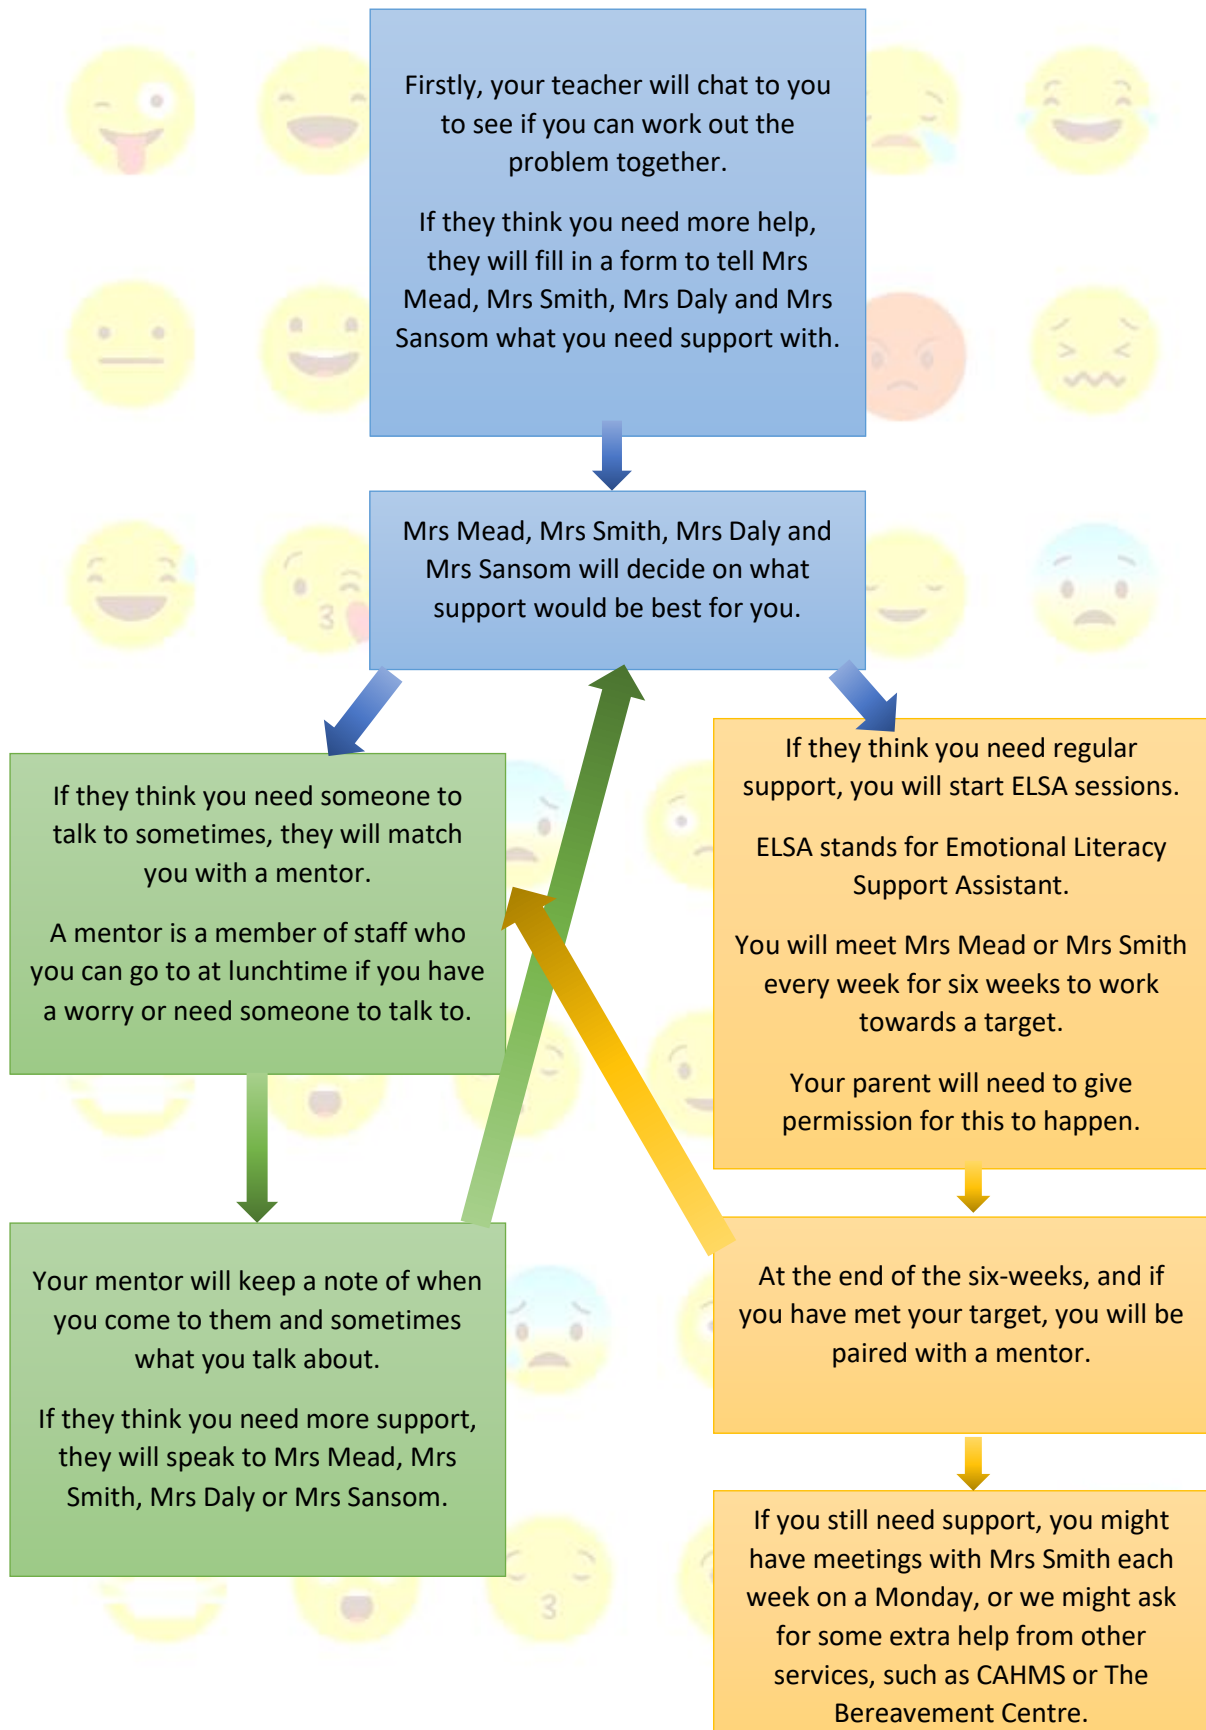 Firstly, your teacher will chat to you
to see if you can work out the
problem together.
If they think you need more help,
they will fill in a form to tell Mrs
Mead, Mrs Smith, Mrs Daly and Mrs
Sansom what you need support with.
Mrs Mead, Mrs Smith, Mrs Daly and
Mrs Sansom will decide on what
support would be best for you.
If they think you need someone to
talk to sometimes, they will match
you with a mentor.
A mentor is a member of staff who
you can go to at lunchtime if you have
a worry or need someone to talk to.
Your mentor will keep a note of when
you come to them and sometimes
what you talk about.
If they think you need more support,
they will speak to Mrs Mead, Mrs
Smith, Mrs Daly or Mrs Sansom.
If they think you need regular
support, you will start ELSA sessions.
ELSA stands for Emotional Literacy
Support Assistant.
You will meet Mrs Mead or Mrs Smith
every week for six weeks to work
towards a target.
Your parent will need to give
permission for this to happen.
At the end of the six-weeks, and if
you have met your target, you will be
paired with a mentor.
If you still need support, you might
have meetings with Mrs Smith each
week on a Monday, or we might ask
for some extra help from other
services, such as CAHMS or The
Bereavement Centre.